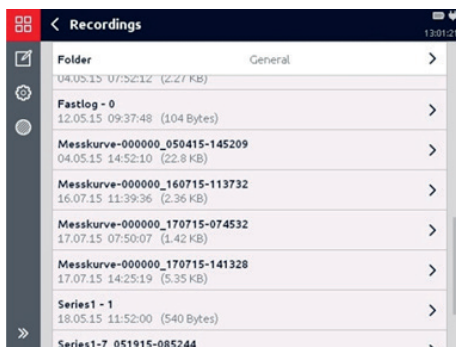 Recordings
13:01:21
Folder General
04.05.15 07:52:12 (2.27 KB)
Fastlog - 0
12.05.15 09:37:48 (104 Bytes)
Messkurve-000000_050415-145209
04.05.15 14:52:10 (22.8 KB)
Messkurve-000000_160715-113732
16.07.15 11:39:36 (2.36 KB)
Messkurve-000000_170715-074532
17.07.15 07:50:07 (1.42 KB)
Messkurve-000000_170715-141328
17.07.15 14:25:19 (5.35 KB)
Series1 - 1
18.05.15 11:52:00 (540 Bytes)
Series1-7_051915-085244